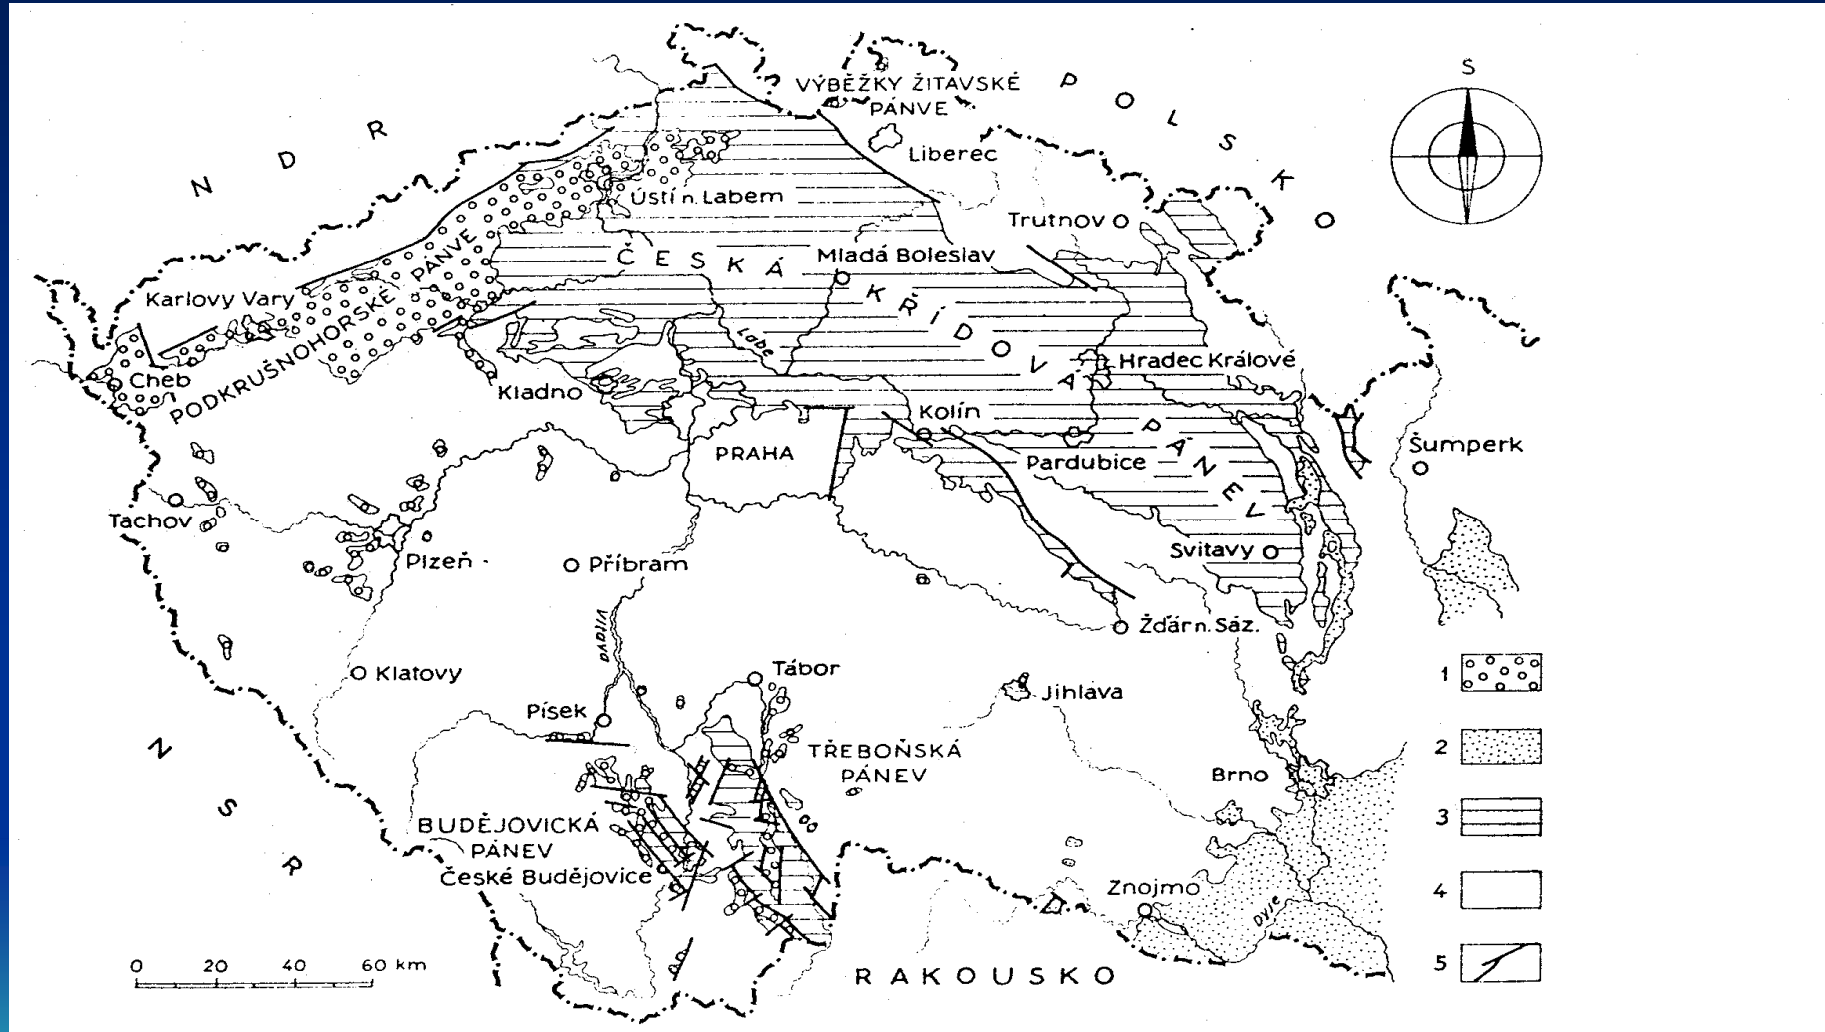 S
VÝBĚŽKY ŽITAVSKÉ
PÁNVE
POLSKO
NDR
Liberec
Ústí n. Labem
Trutnov
ČESKÁ KŘÍDOVÁ PÁNEV
Mladá Boleslav
Karlovy Vary
PODKRUŠNOHORSKÉ PÁNVE
Labe
Cheb
Kladno
Hradec Králové
Kolín
PRAHA
Pardubice
Šumperk
Tachov
Plzeň
Příbram
Svitavy
Vltava
Žďár n. Sáz.
Klatovy
Tábor
Písek
Jihlava
NSR
TŘEBOŇSKÁ
PÁNEV
Brno
BUDĚJOVICKÁ
PÁNEV
České Budějovice
Znojmo
Dyje
RAKOUSKO
0 20 40 60 km
1
2
3
4
5